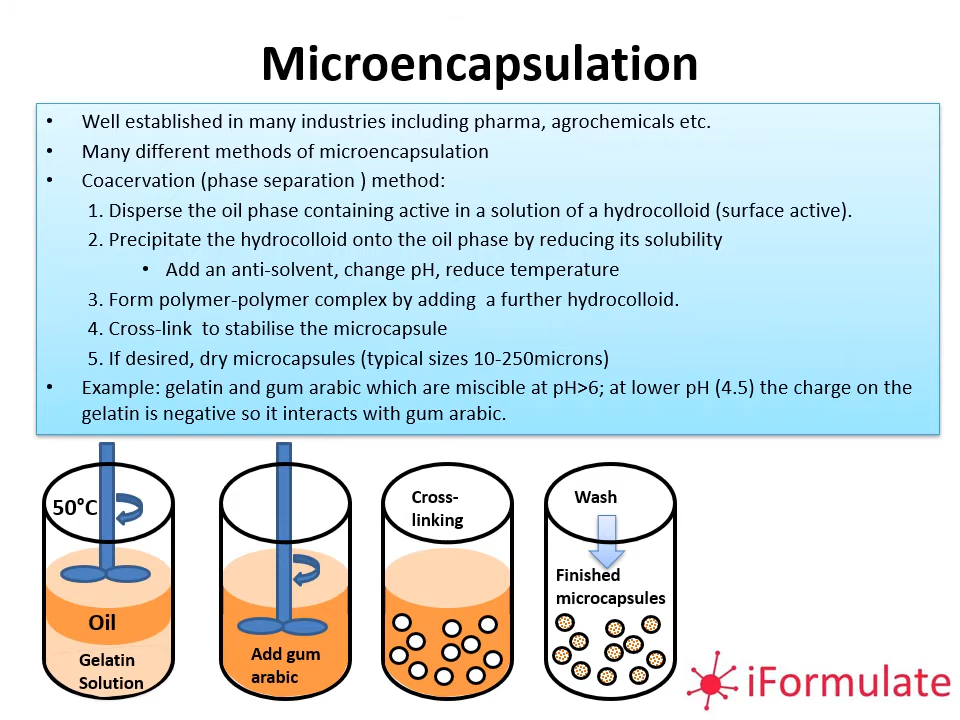 Microencapsulation
• Well established in many industries including pharma, agrochemicals etc.
• Many different methods of microencapsulation
• Coacervation (phase separation ) method:
1. Disperse the oil phase containing active in a solution of a hydrocolloid (surface active).
2. Precipitate the hydrocolloid onto the oil phase by reducing its solubility
• Add an anti-solvent, change pH, reduce temperature
3. Form polymer-polymer complex by adding  a further hydrocolloid.
4. Cross-link  to stabilise the microcapsule
5. If desired, dry microcapsules (typical sizes 10-250microns)
• Example: gelatin and gum arabic which are miscible at pH>6; at lower pH (4.5) the charge on the
gelatin is negative so it interacts with gum arabic.
50°C
Oil
Gelatin
Solution
Add gum
arabic
Cross-
linking
Wash
Finished
microcapsules
iFormulate